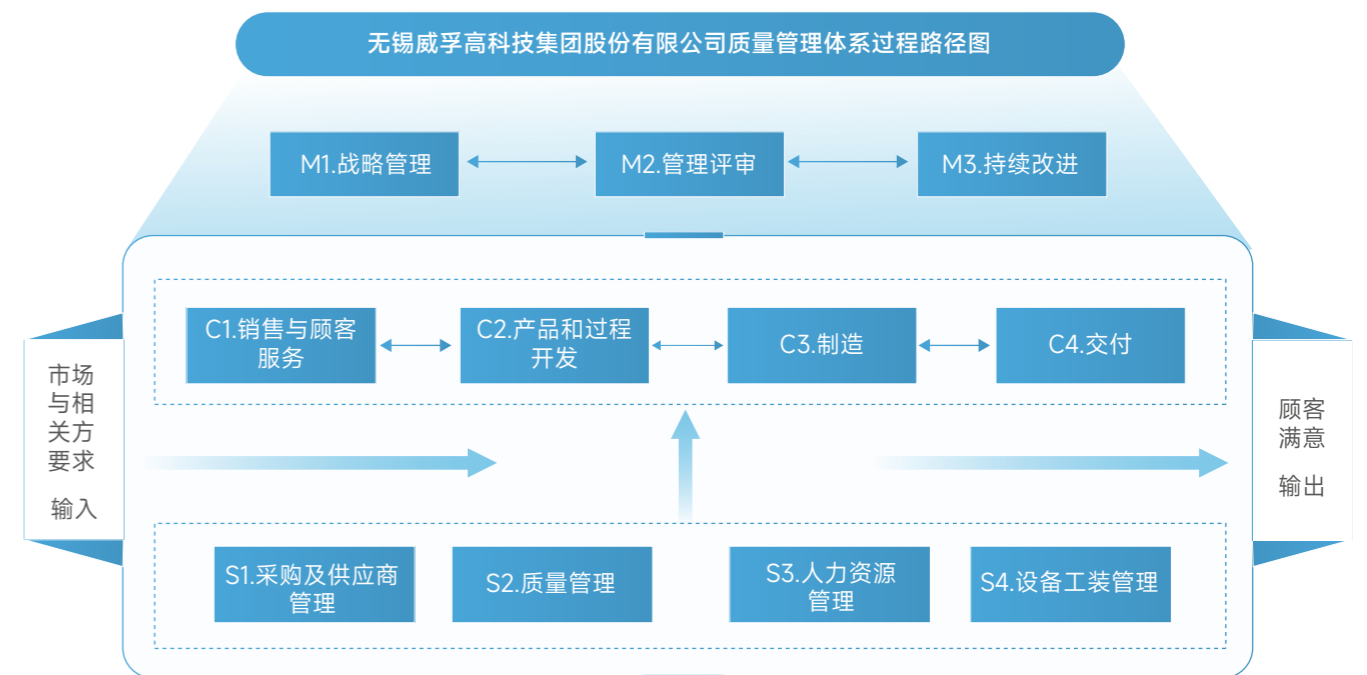 无锡威孚高科技集团股份有限公司质量管理体系过程路径图
M1.战略管理
M2.管理评审
M3.持续改进
C1.销售与顾客
服务
C2.产品和过程
开发
C3.制造
C4.交付
市场
与相
关方
要求
输入
顾客
满意
输出
S1.采购及供应商
管理
S2.质量管理
S3.人力资源
管理
S4.设备工装管理